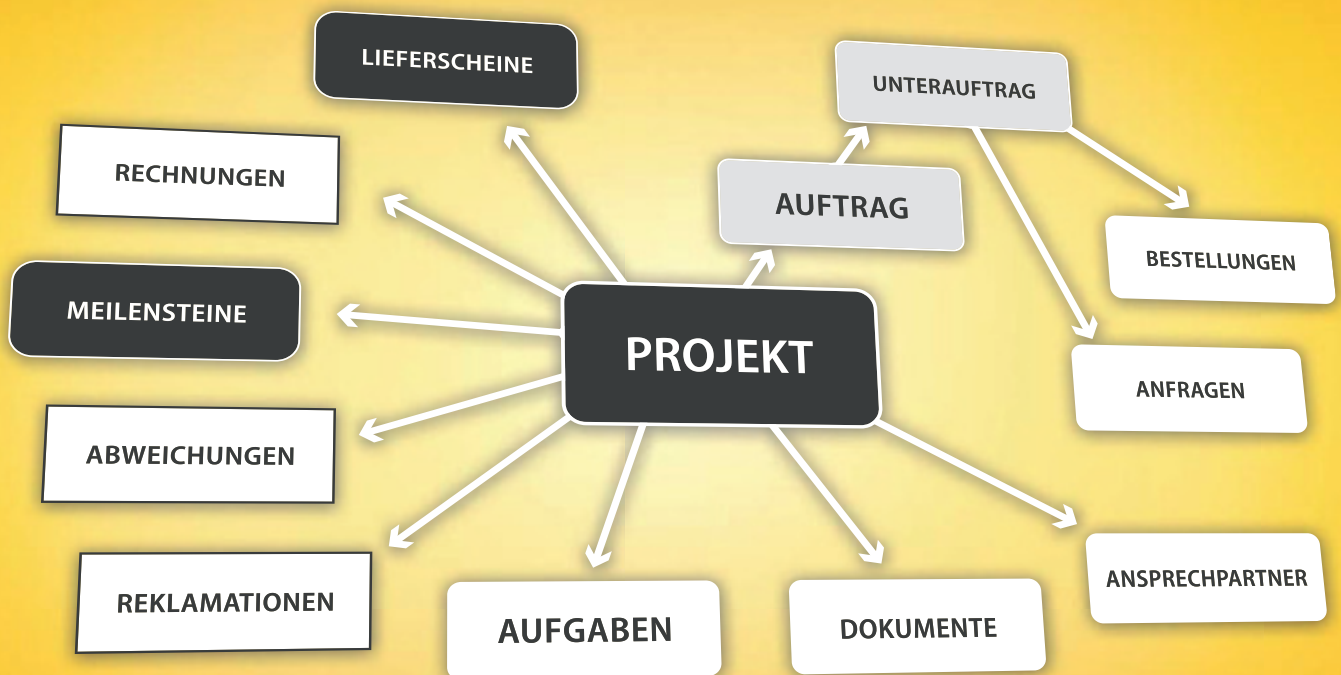 LIEFERSCHEINE
UNTERAUFTRAG
RECHNUNGEN
AUFTRAG
BESTELLUNGEN
MEILENSTEINE
PROJEKT
ANFRAGEN
ABWEICHUNGEN
ANSPRECHPARTNER
REKLAMATIONEN
AUFGABEN
DOKUMENTE